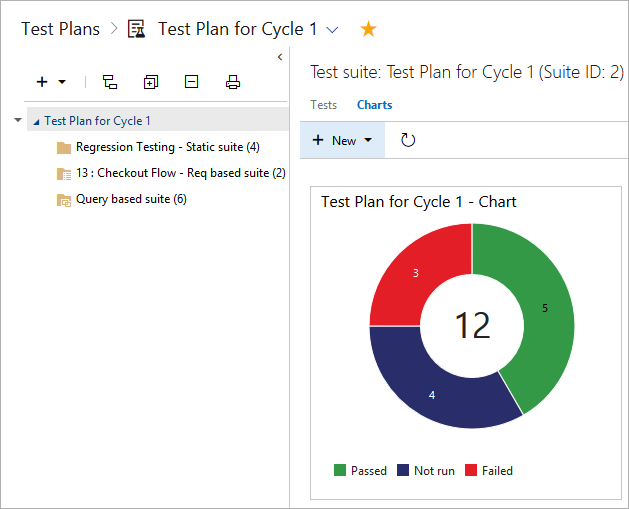 Test Plans
Test Plan for Cycle 1
Test Plan for Cycle 1
Regression Testing - Static suite (4)
13 : Checkout Flow - Req based suite (2)
Query based suite (6)
Test suite: Test Plan for Cycle 1 (Suite ID: 2)
Tests Charts
New
Test Plan for Cycle 1 - Chart
3
5
12
4
Passed Not run Failed